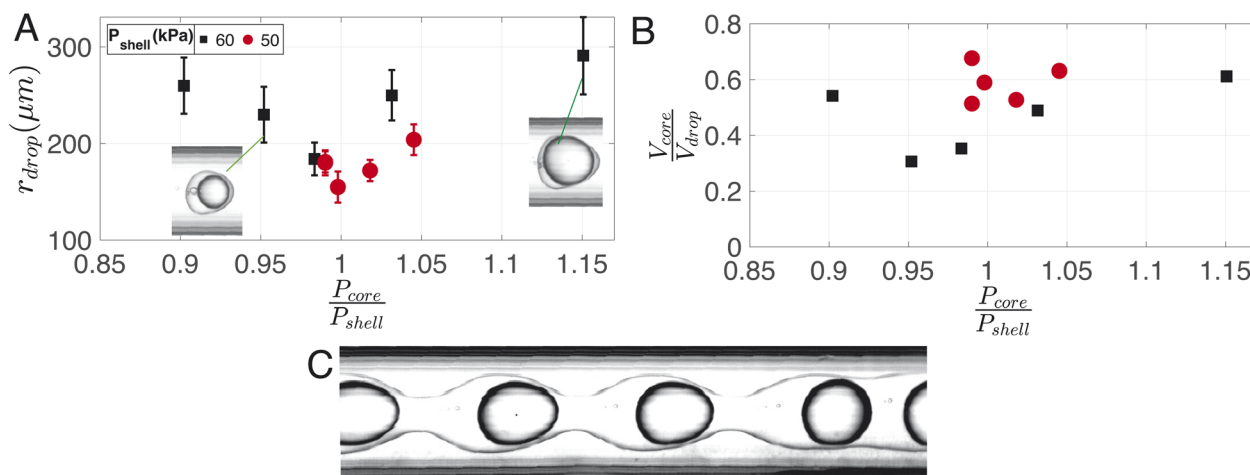 A
P_shell (kPa) 60 50
r_drop(μm)
300
200
100
0.85 0.9 0.95 1 1.05 1.1 1.15
P_core
P_shell
B
V_core
V_drop
0.8
0.6
0.4
0.2
0
0.85 0.9 0.95 1 1.05 1.1 1.15
P_core
P_shell
C